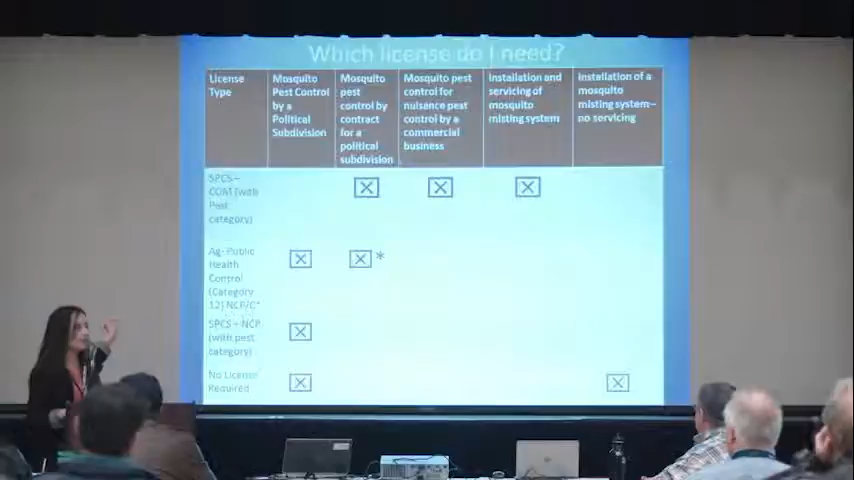 Which license do I need?
License
Type
Mosquito
Pest Control
by a
Political
Subdivision
Mosquito
pest
control by
contract
for a
political
subdivision
Mosquito pest
control for
nuisance pest
control by a
commercial
business
Installation and
servicing of
mosquito
misting system
Installation of a
mosquito
misting system–
no servicing
SPCS –
COM (with
Pest
category)
Ag- Public
Health
Control
(Category
12) NCP/C*
*
SPCS – NCP
(with pest
category)
No License
Required